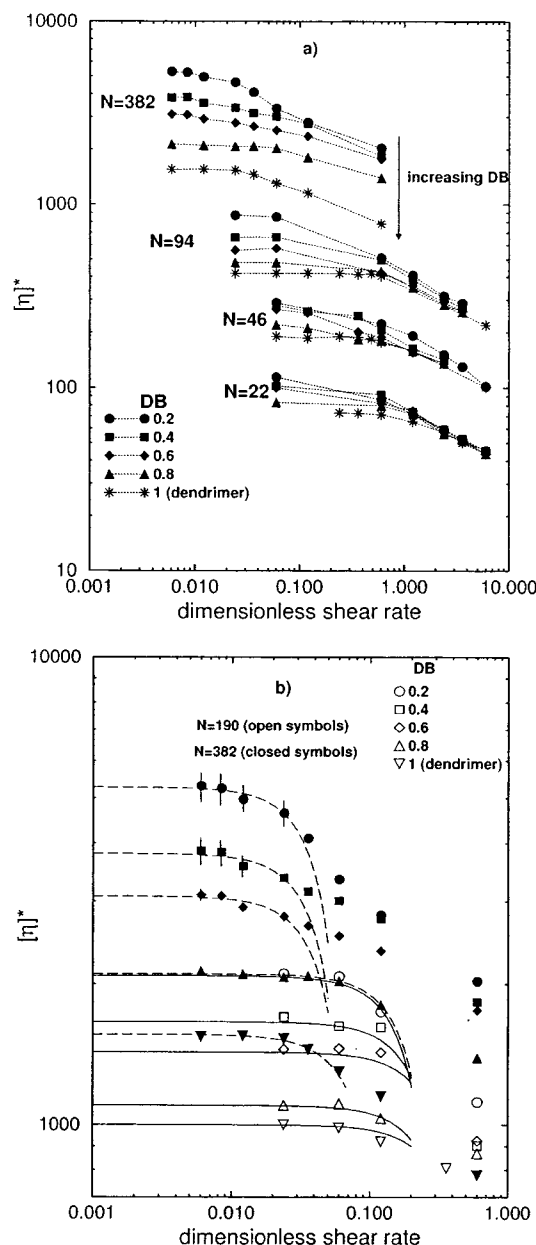 10000
a)
N=382
increasing DB
1000
N=94
[η]*
N=46
100
N=22
DB
0.2
0.4
0.6
0.8
1 (dendrimer)
10
0.001 0.010 0.100 1.000 10.000
dimensionless shear rate
10000
b)
DB
0.2
0.4
0.6
0.8
1 (dendrimer)
N=190 (open symbols)
N=382 (closed symbols)
[η]*
1000
0.001 0.010 0.100 1.000
dimensionless shear rate